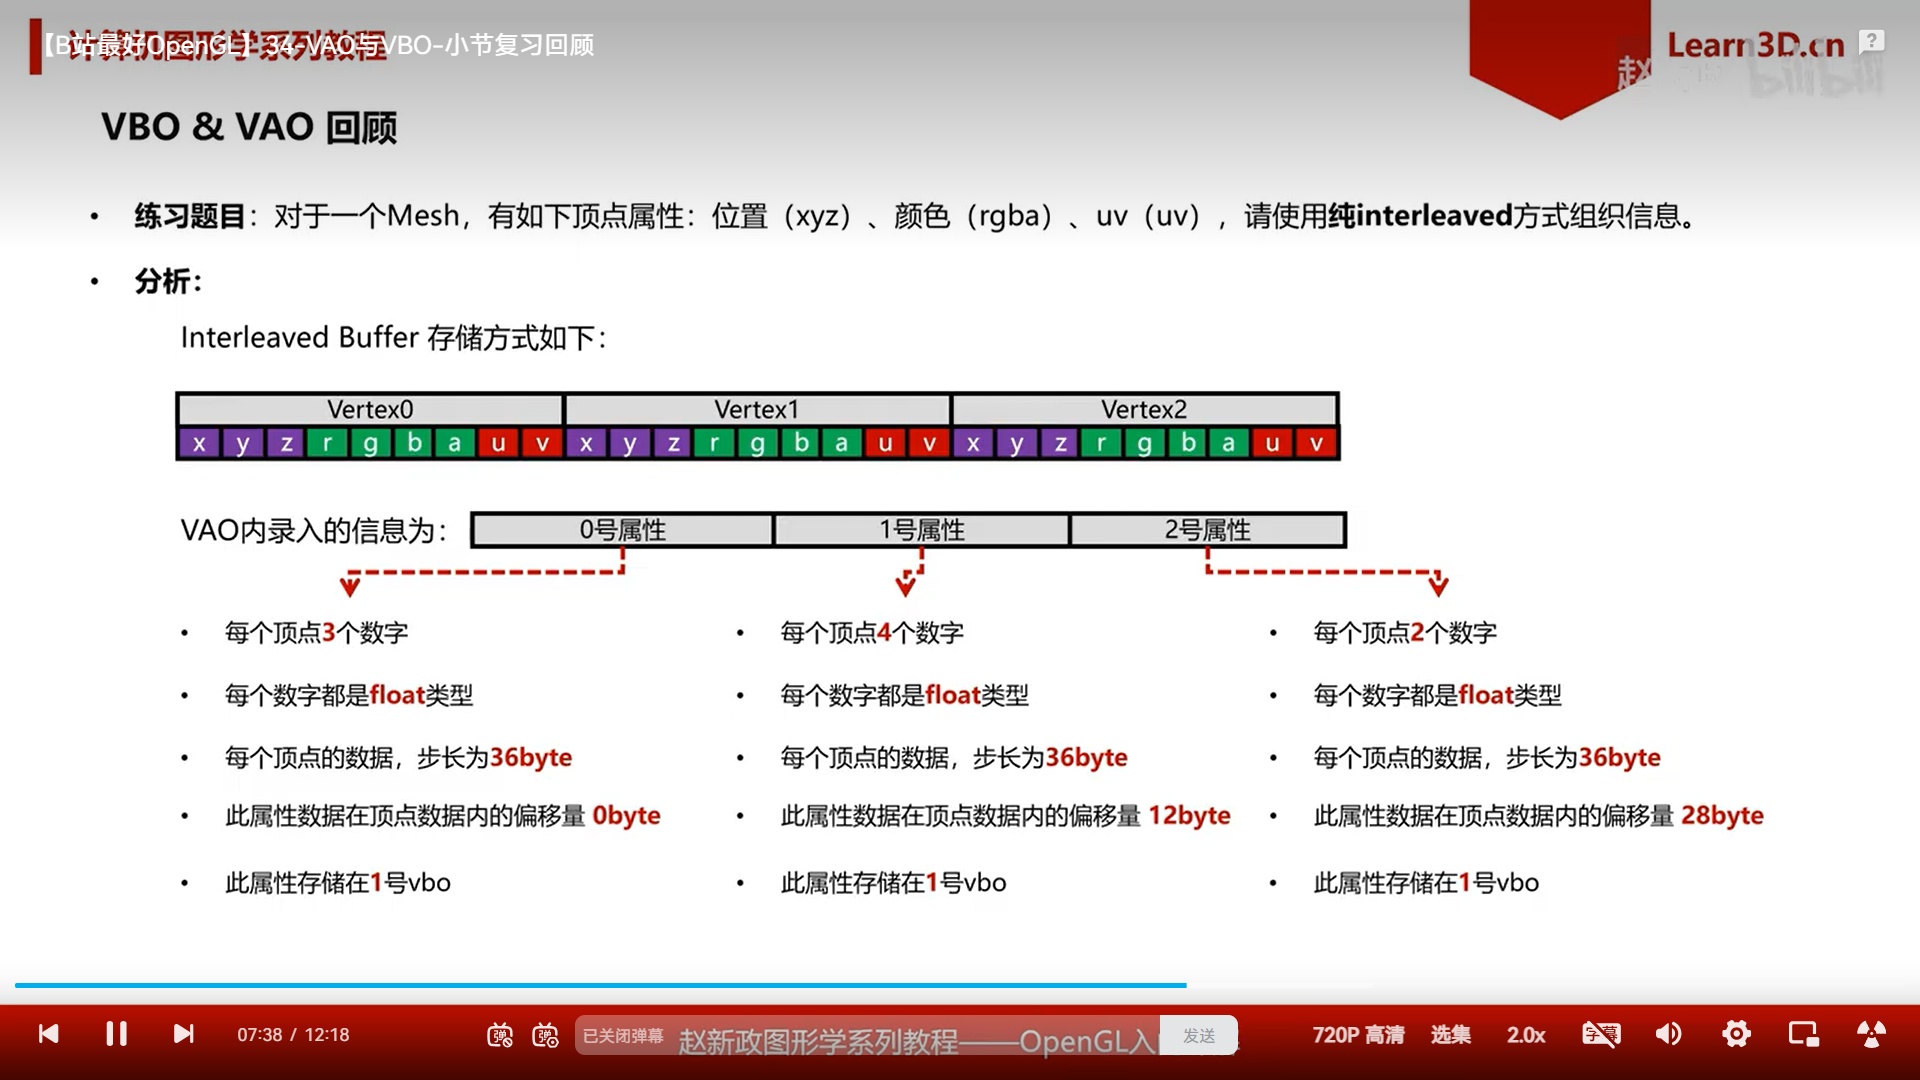 【B站最好OpenGL】34-VAO与VBO-小节复习回顾
计算机图形学系列教程
Learn3D.cn
赵
bilibili
VBO & VAO 回顾
• 练习题目：对于一个Mesh，有如下顶点属性：位置（xyz）、颜色（rgba）、uv（uv），请使用纯interleaved方式组织信息。
• 分析：
Interleaved Buffer 存储方式如下：
Vertex0 Vertex1 Vertex2
x y z r g b a u v x y z r g b a u v x y z r g b a u v
VAO内录入的信息为： 0号属性 1号属性 2号属性
• 每个顶点3个数字
• 每个数字都是float类型
• 每个顶点的数据，步长为36byte
• 此属性数据在顶点数据内的偏移量 0byte
• 此属性存储在1号vbo
• 每个顶点4个数字
• 每个数字都是float类型
• 每个顶点的数据，步长为36byte
• 此属性数据在顶点数据内的偏移量 12byte
• 此属性存储在1号vbo
• 每个顶点2个数字
• 每个数字都是float类型
• 每个顶点的数据，步长为36byte
• 此属性数据在顶点数据内的偏移量 28byte
• 此属性存储在1号vbo
07:38 / 12:18
弹 弹
已关闭弹幕
赵新政图形学系列教程——OpenGL入
发送
720P 高清 选集 2.0x 字幕